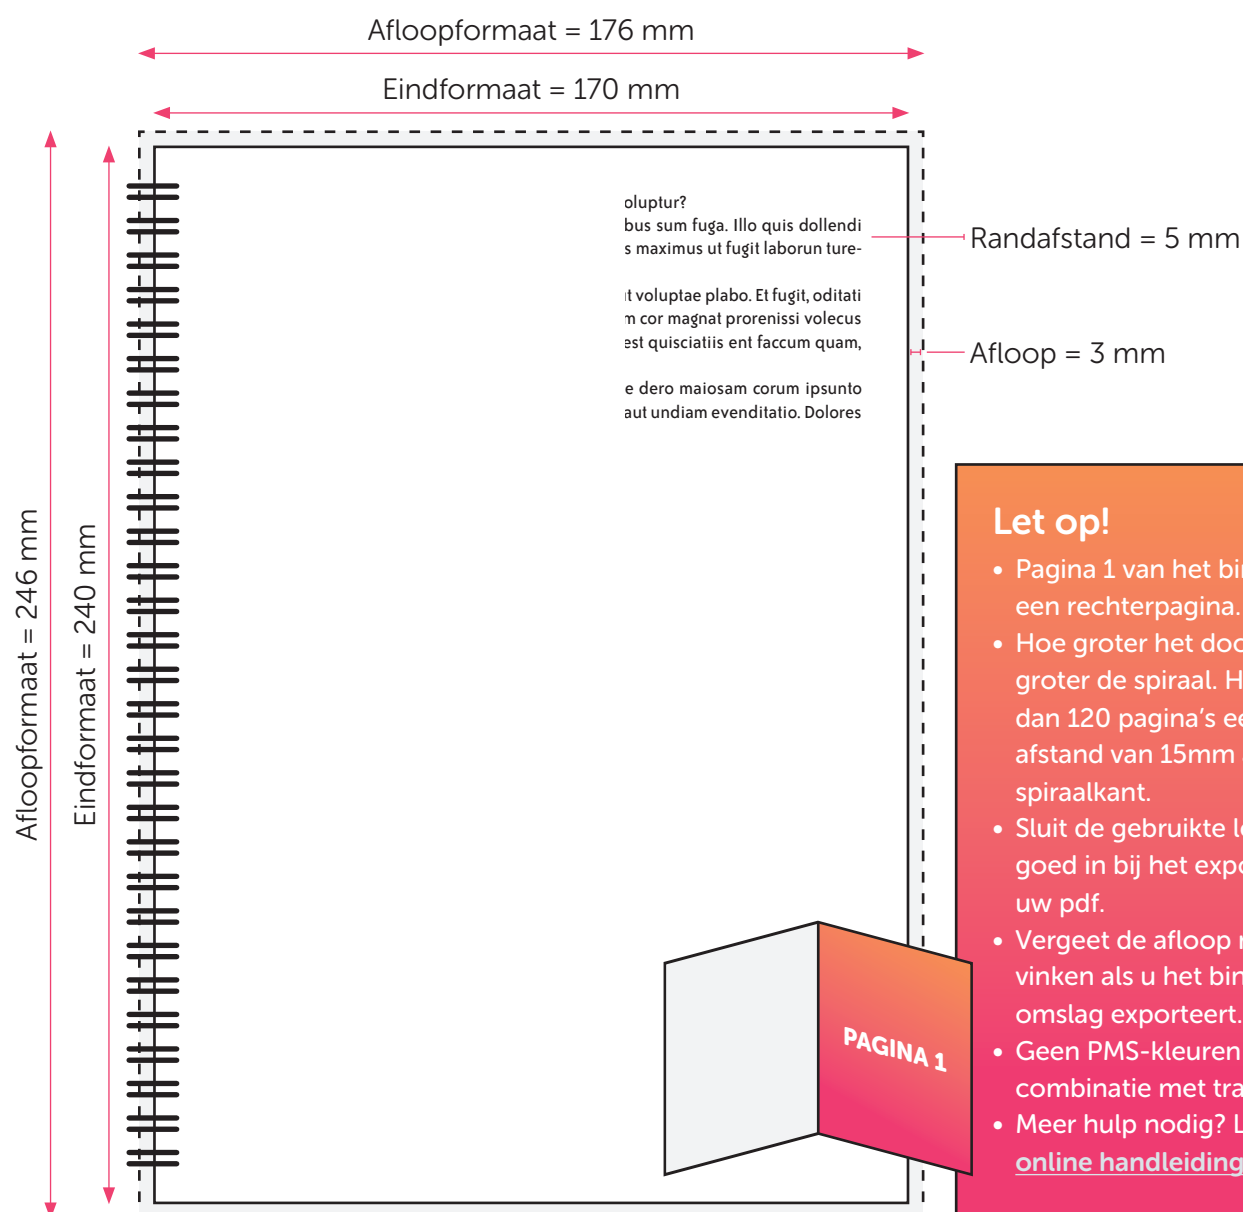 Afloopformaat = 176 mm
Eindformaat = 170 mm
Afloopformaat = 246 mm
Eindformaat = 240 mm
oluptur?
bus sum fuga. Illo quis dollendi
s maximus ut fugit laborun ture-
t voluptae plabo. Et fugit, oditati
m cor magnat prorenissi volecus
est quisciatiis ent faccum quam,
e dero maiosam corum ipsunto
aut undiam evenditatio. Dolores
Randafstand = 5 mm
Afloop = 3 mm
Let op!
• Pagina 1 van het bin
een rechterpagina.
• Hoe groter het doo
groter de spiraal. H
dan 120 pagina's ee
afstand van 15mm
spiraalkant.
• Sluit de gebruikte le
goed in bij het expo
uw pdf.
• Vergeet de afloop n
vinken als u het bin
omslag exporteert.
• Geen PMS-kleuren
combinatie met tra
• Meer hulp nodig? L
online handleiding
PAGINA 1